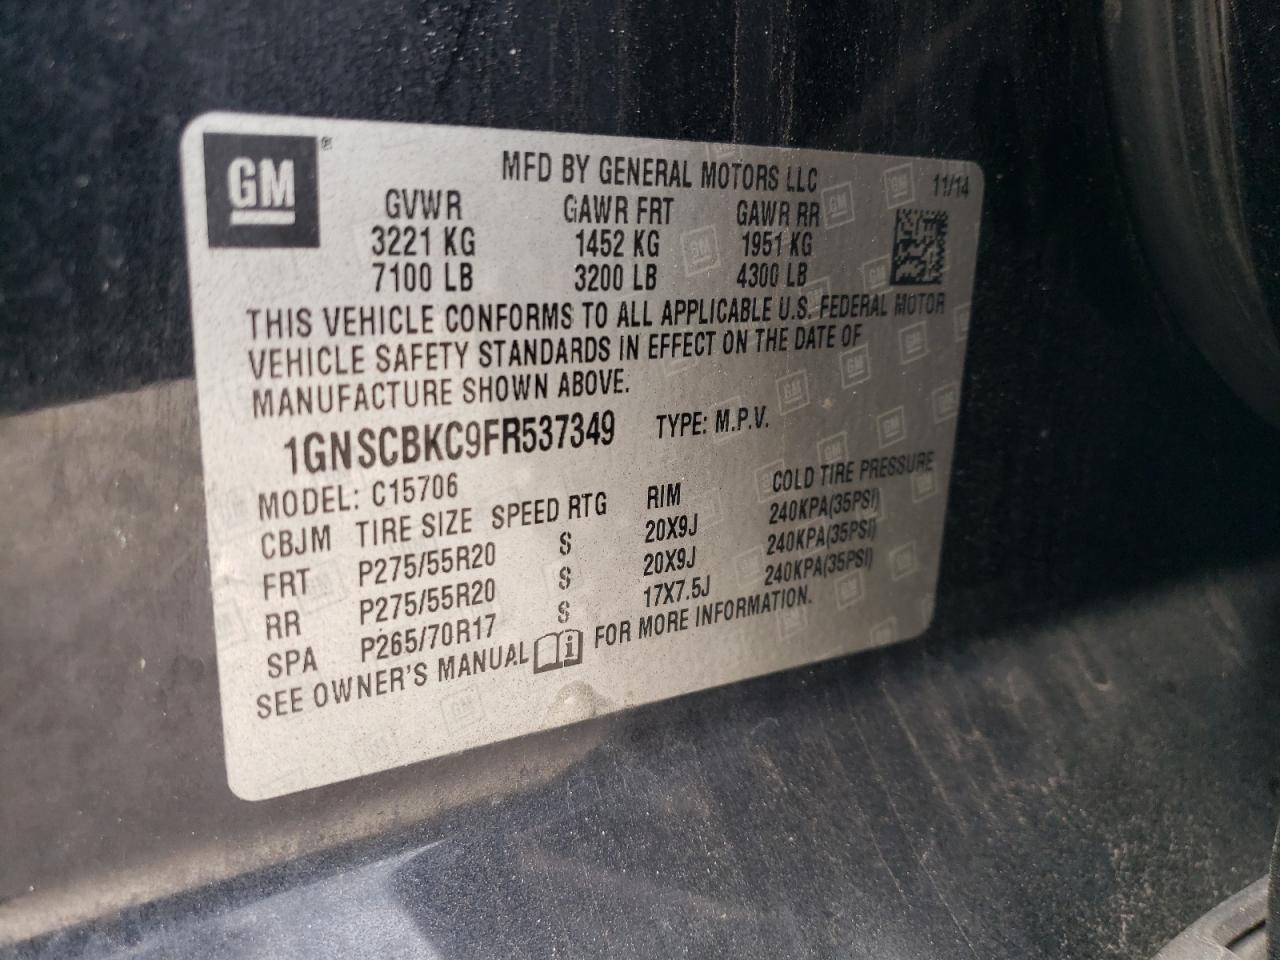 GM ®
MFD BY GENERAL MOTORS LLC
11/14
GVWR GAWR FRT GAWR RR
3221 KG 1452 KG 1951 KG
7100 LB 3200 LB 4300 LB
THIS VEHICLE CONFORMS TO ALL APPLICABLE U.S. FEDERAL MOTOR
VEHICLE SAFETY STANDARDS IN EFFECT ON THE DATE OF
MANUFACTURE SHOWN ABOVE.
1GNSCBKC9FR537349 TYPE: M.P.V.
MODEL: C15706
CBJM TIRE SIZE SPEED RTG RIM COLD TIRE PRESSURE
FRT P275/55R20 S 20X9J 240KPA(35PSI)
RR P275/55R20 S 20X9J 240KPA(35PSI)
SPA P265/70R17 S 17X7.5J 240KPA(35PSI)
SEE OWNER'S MANUAL i FOR MORE INFORMATION.